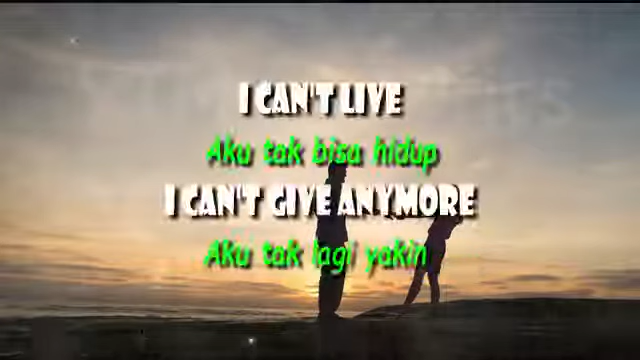 I CAN'T LIVE
Aku tak bisa hidup
I CAN'T GIVE ANYMORE
Aku tak lagi yakin